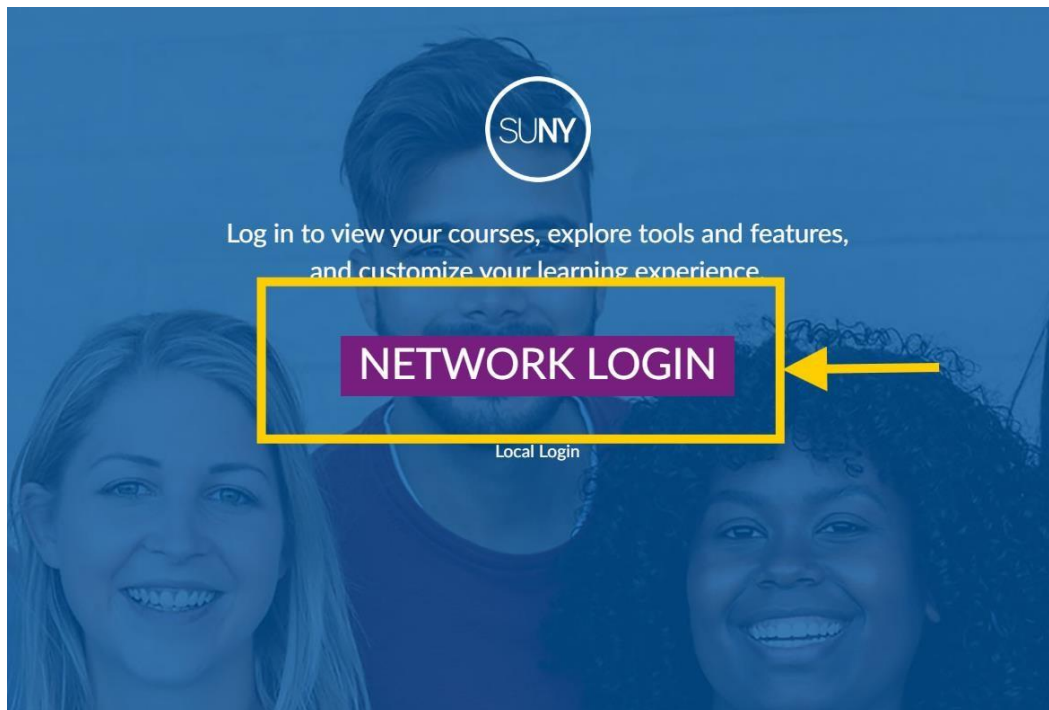 SUNY
Log in to view your courses, explore tools and features,
and customize your learning experience.
NETWORK LOGIN
Local Login